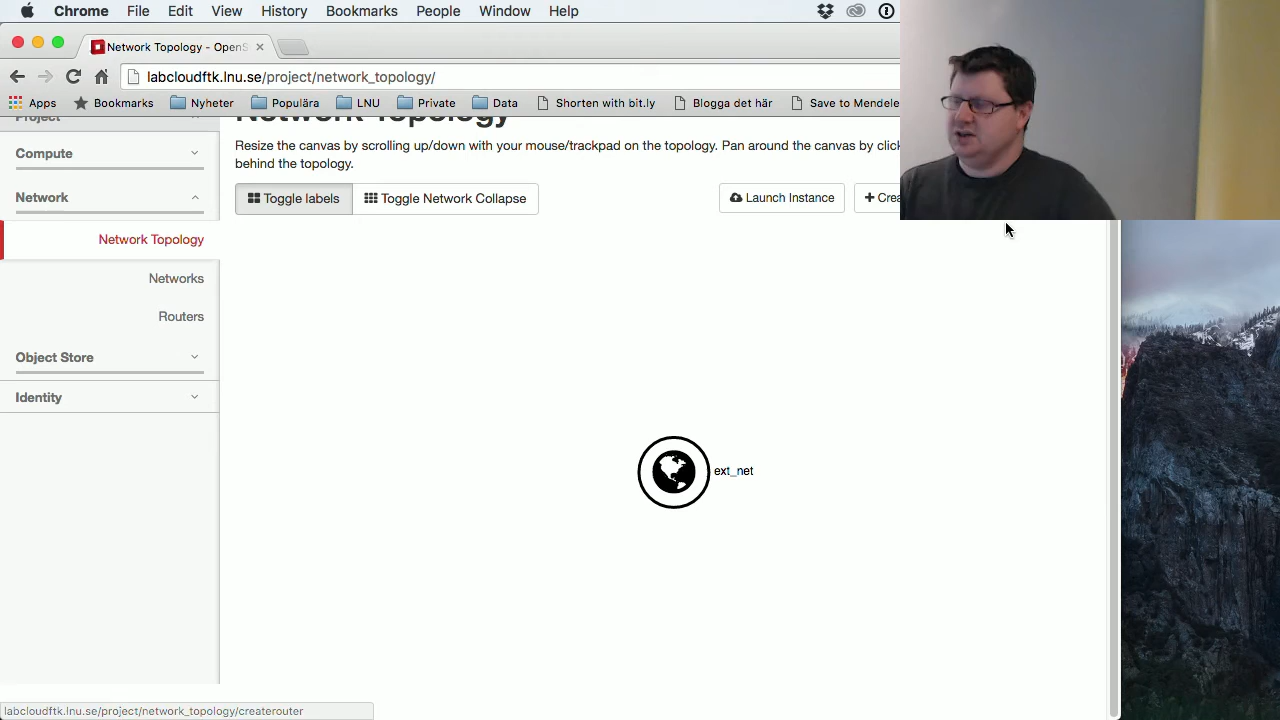 Chrome File Edit View History Bookmarks People Window Help
Network Topology - OpenS
labcloudftk.lnu.se/project/network_topology/
Apps Bookmarks Nyheter Populära LNU Private Data Shorten with bit.ly Blogga det här Save to Mendele
Project
Network Topology
Resize the canvas by scrolling up/down with your mouse/trackpad on the topology. Pan around the canvas by click
behind the topology.
Compute
Network
Toggle labels Toggle Network Collapse Launch Instance + Crea
Network Topology
Networks
Routers
Object Store
Identity
ext_net
labcloudftk.lnu.se/project/network_topology/createrouter